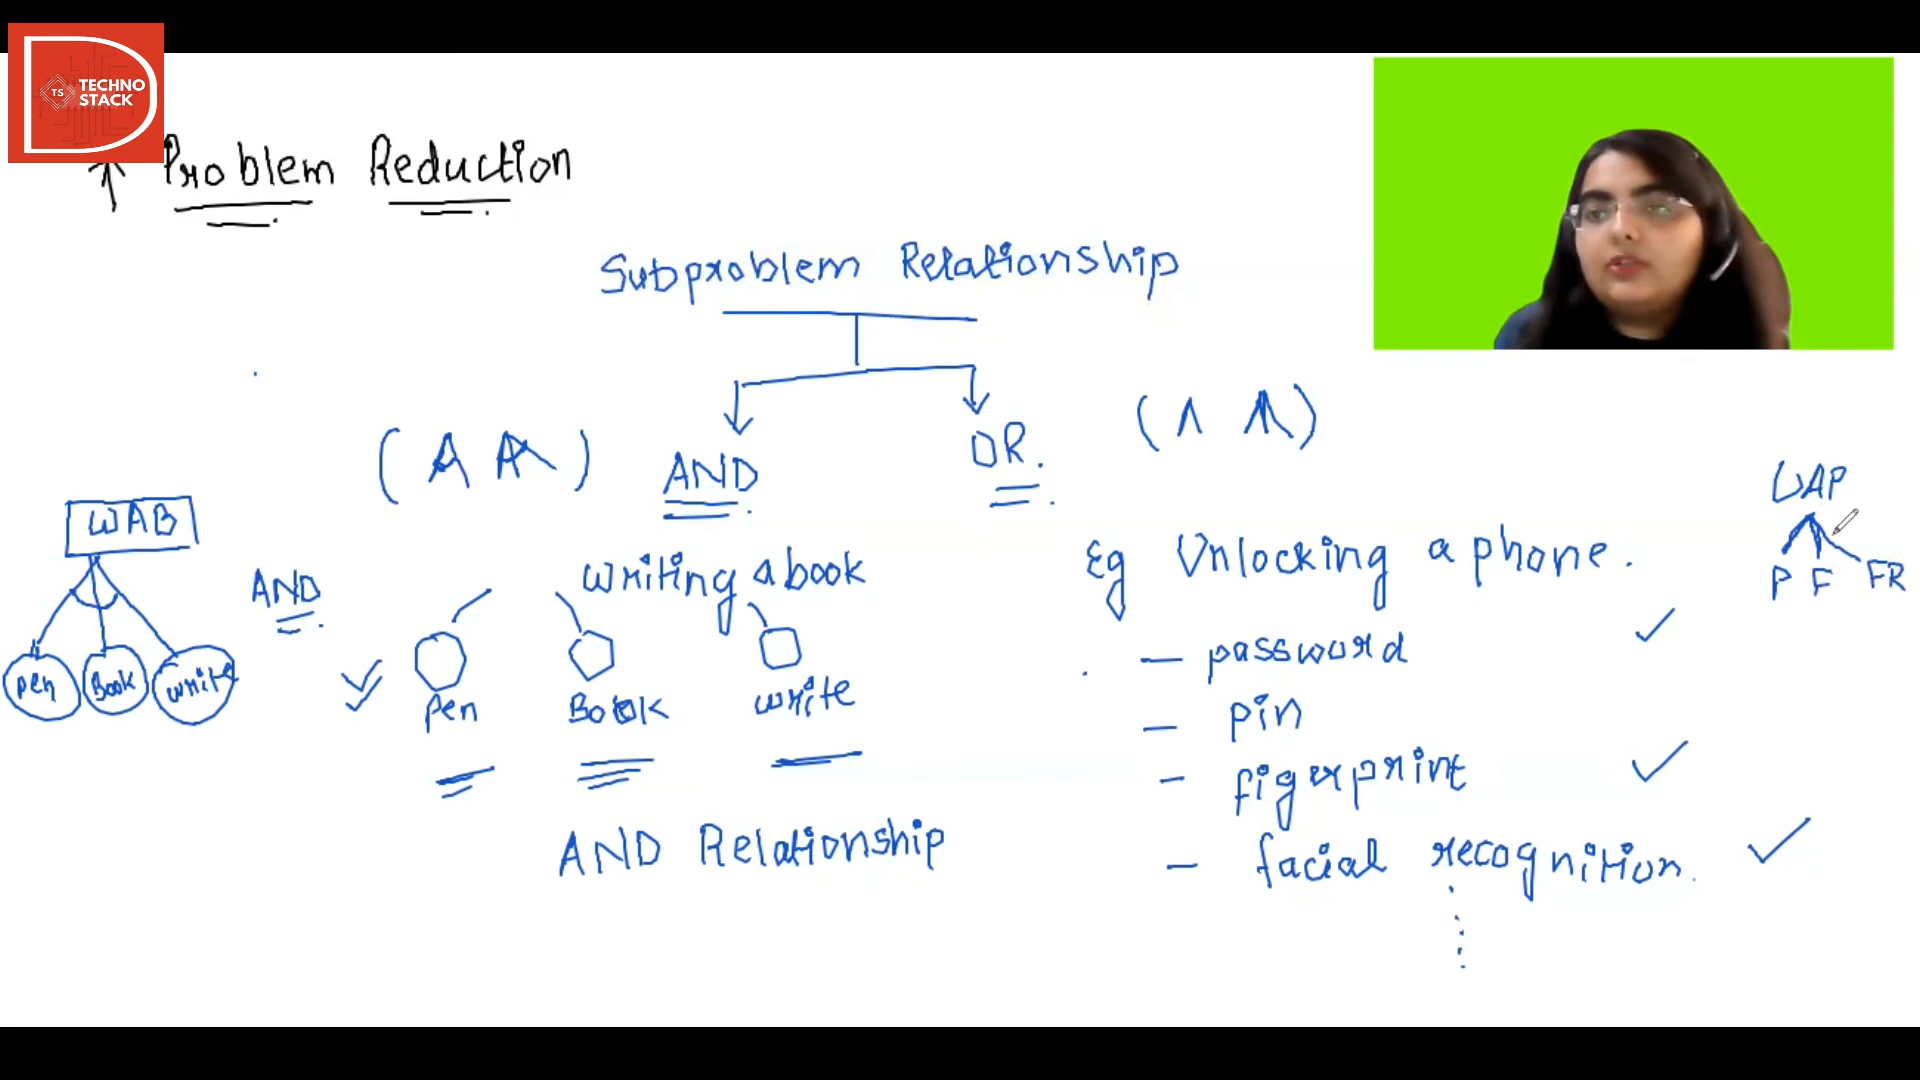 TS TECHNO
STACK
Problem Reduction
Subproblem Relationship
AND
OR.
WAB
Pen
Book
write
AND
writing a book
Pen
Book
write
AND Relationship
Eg Unlocking a phone.
- password
- pin
- figerprint
- facial recognition.
UAP
P F FR